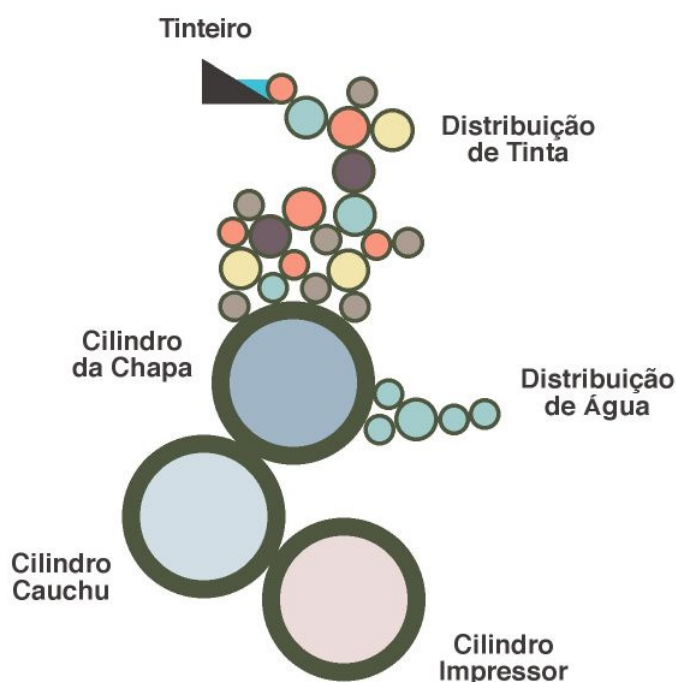 Tinteiro
Distribuição
de Tinta
Cilindro
da Chapa
Distribuição
de Água
Cilindro
Cauchu
Cilindro
Impressor